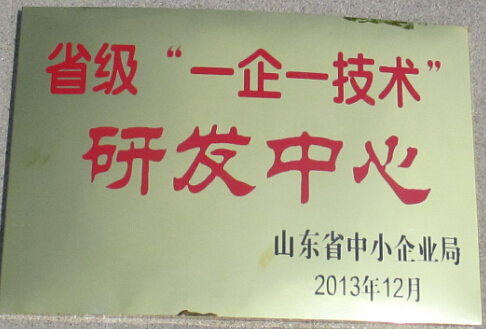 省级“一企一技术”
研发中心
山东省中小企业局
2013年12月